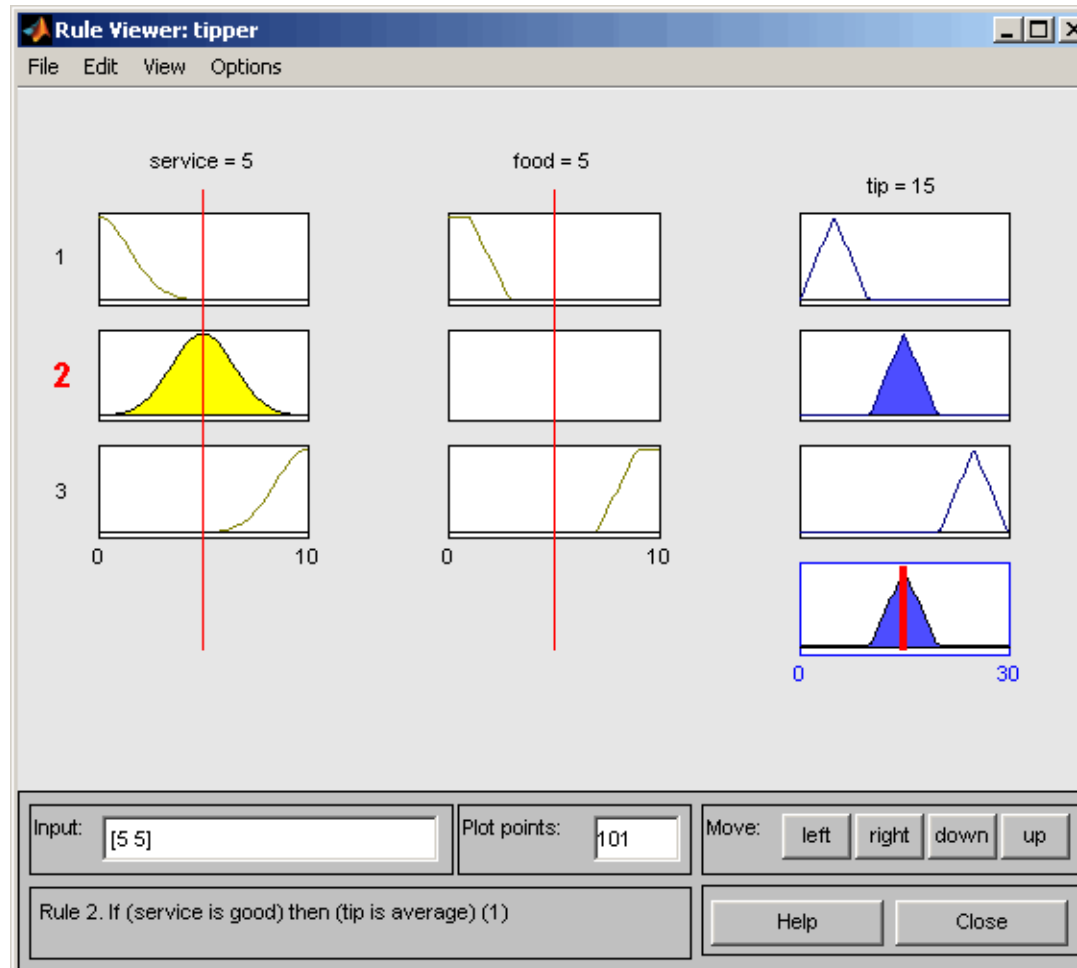 Rule Viewer: tipper
File Edit View Options
service = 5
food = 5
tip = 15
1
2
3
0 10
0 10
0 30
Input:
[5 5]
Plot points:
101
Move:
left right down up
Rule 2. If (service is good) then (tip is average) (1)
Help
Close